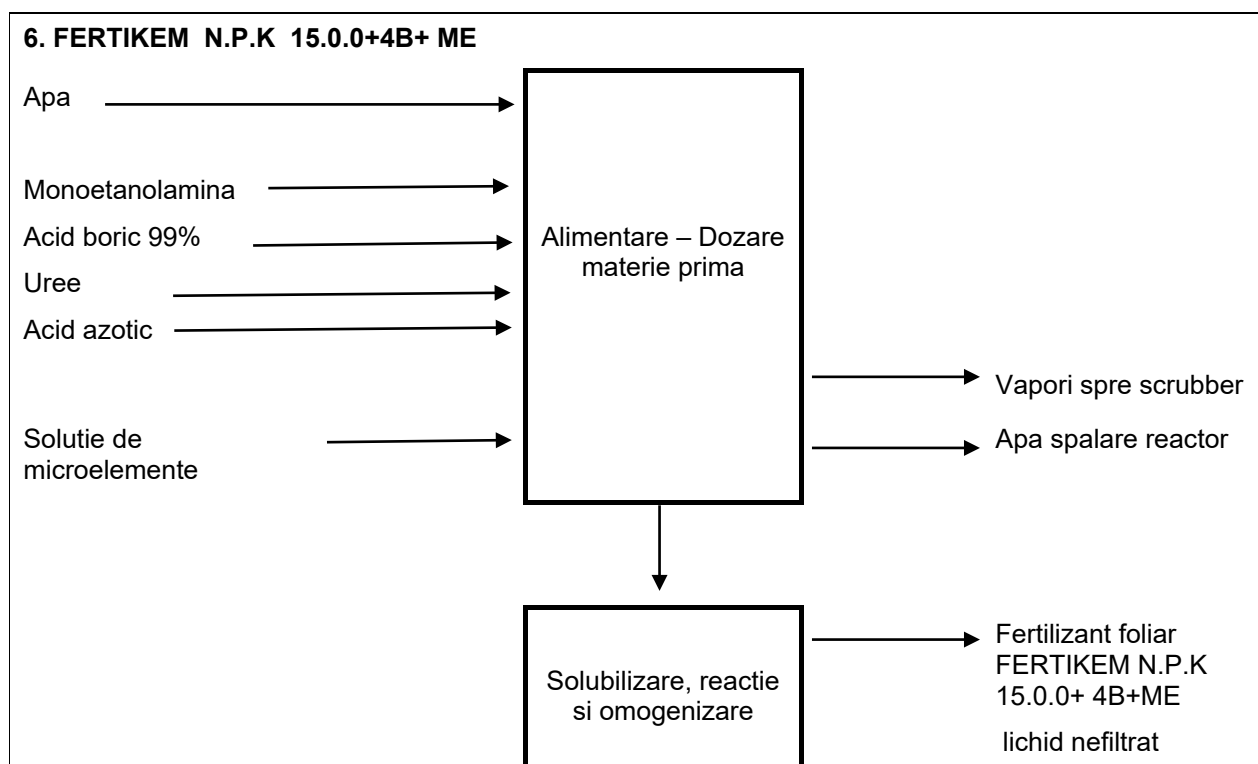 6. FERTIKEM N.P.K 15.0.0+4B+ ME
Apa
Monoetanolamina
Acid boric 99%
Uree
Acid azotic
Solutie de
microelemente
Alimentare – Dozare
materie prima
Vapori spre scrubber
Apa spalare reactor
Solubilizare, reactie
si omogenizare
Fertilizant foliar
FERTIKEM N.P.K
15.0.0+ 4B+ME
lichid nefiltrat